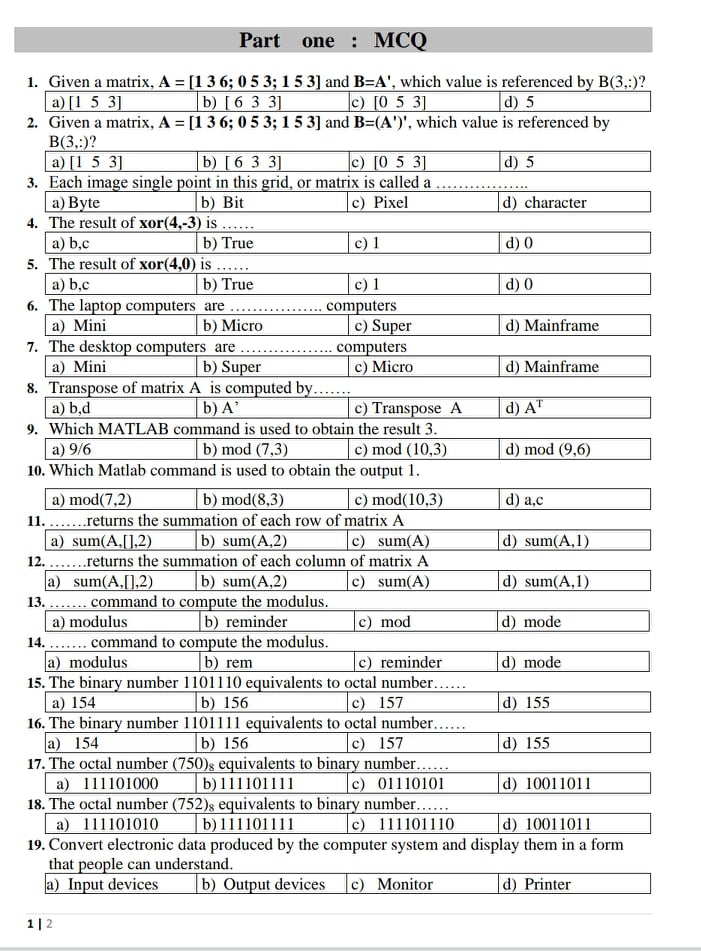 Part one : MCQ
1. Given a matrix, A = [1 3 6; 0 5 3; 1 5 3] and B=A', which value is referenced by B(3,:)?
a) [1 5 3] b) [ 6 3 3] c) [0 5 3] d) 5
2. Given a matrix, A = [1 3 6; 0 5 3; 1 5 3] and B=(A')', which value is referenced by
B(3,:)?
a) [1 5 3] b) [ 6 3 3] c) [0 5 3] d) 5
3. Each image single point in this grid, or matrix is called a ……………..
a) Byte b) Bit c) Pixel d) character
4. The result of xor(4,-3) is ……
a) b,c b) True c) 1 d) 0
5. The result of xor(4,0) is ……
a) b,c b) True c) 1 d) 0
6. The laptop computers are …………….. computers
a) Mini b) Micro c) Super d) Mainframe
7. The desktop computers are …………….. computers
a) Mini b) Super c) Micro d) Mainframe
8. Transpose of matrix A is computed by…….
a) b,d b) A’ c) Transpose A d) Aᵀ
9. Which MATLAB command is used to obtain the result 3.
a) 9/6 b) mod (7,3) c) mod (10,3) d) mod (9,6)
10. Which Matlab command is used to obtain the output 1.
a) mod(7,2) b) mod(8,3) c) mod(10,3) d) a,c
11. …….returns the summation of each row of matrix A
a) sum(A,[],2) b) sum(A,2) c) sum(A) d) sum(A,1)
12. …….returns the summation of each column of matrix A
a) sum(A,[],2) b) sum(A,2) c) sum(A) d) sum(A,1)
13. ……. command to compute the modulus.
a) modulus b) reminder c) mod d) mode
14. ……. command to compute the modulus.
a) modulus b) rem c) reminder d) mode
15. The binary number 1101110 equivalents to octal number……
a) 154 b) 156 c) 157 d) 155
16. The binary number 1101111 equivalents to octal number……
a) 154 b) 156 c) 157 d) 155
17. The octal number (750)₈ equivalents to binary number……
a) 111101000 b) 111101111 c) 01110101 d) 10011011
18. The octal number (752)₈ equivalents to binary number……
a) 111101010 b) 111101111 c) 111101110 d) 10011011
19. Convert electronic data produced by the computer system and display them in a form
that people can understand.
a) Input devices b) Output devices c) Monitor d) Printer
1 | 2